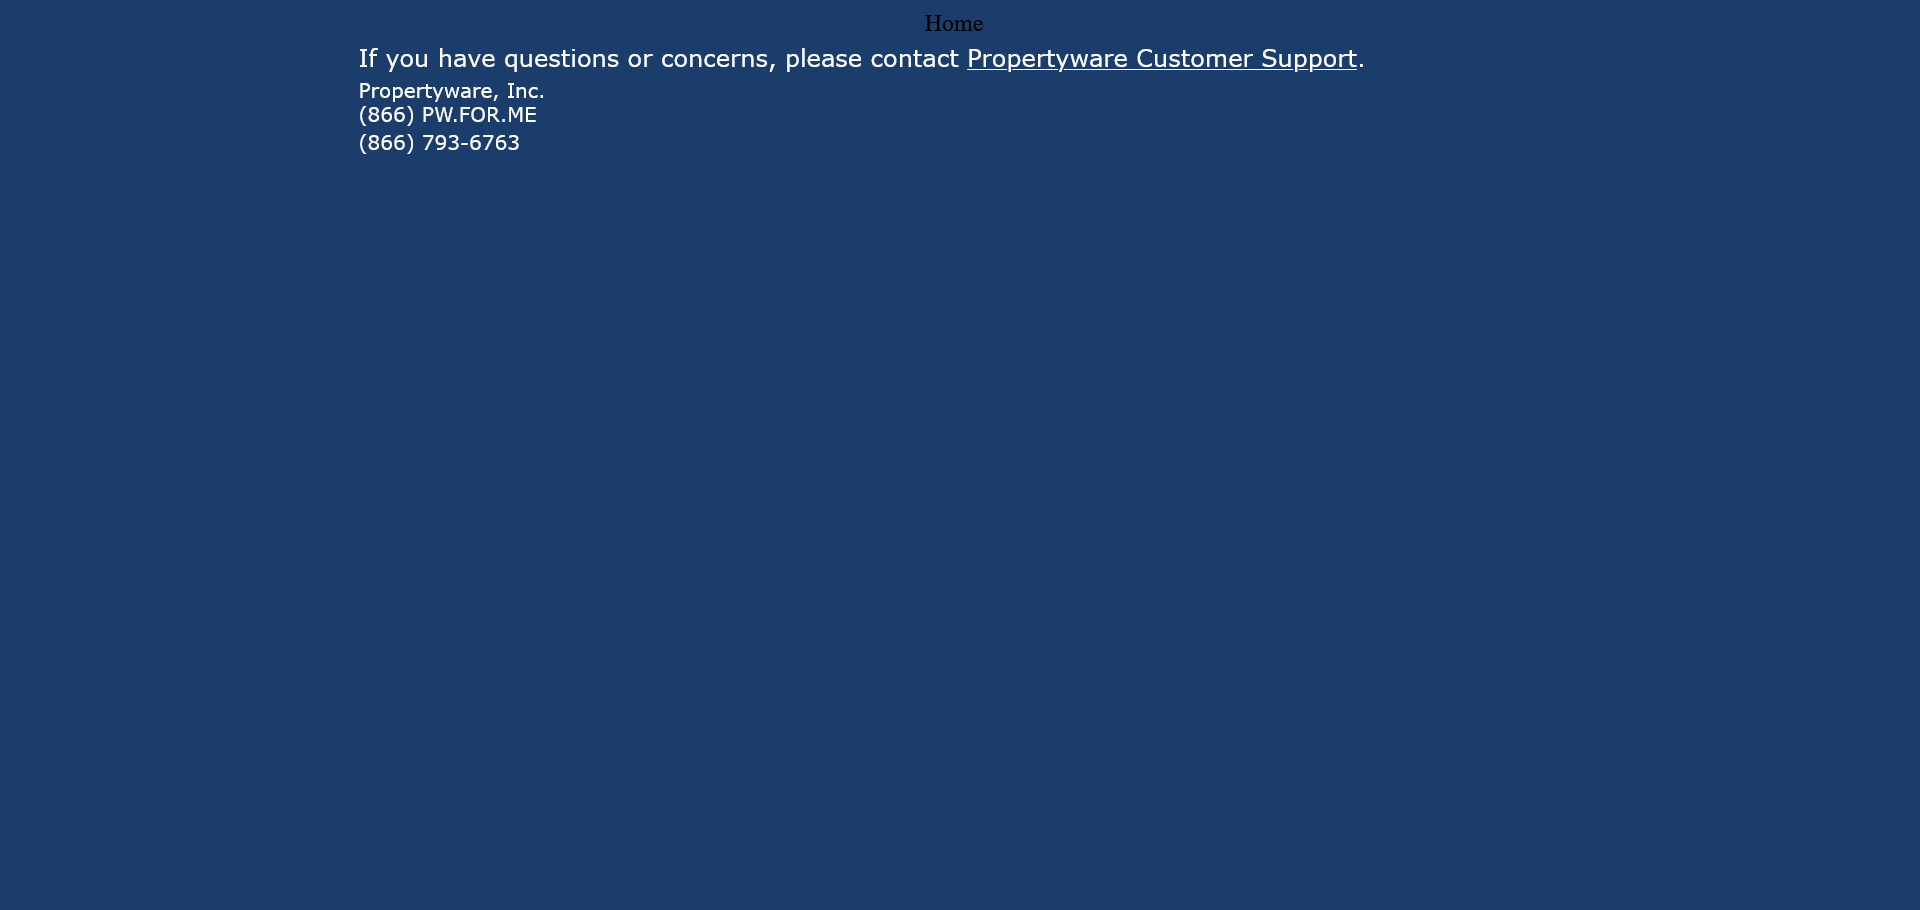 Home
If you have questions or concerns, please contact Propertyware Customer Support.
Propertyware, Inc.
(866) PW.FOR.ME
(866) 793-6763